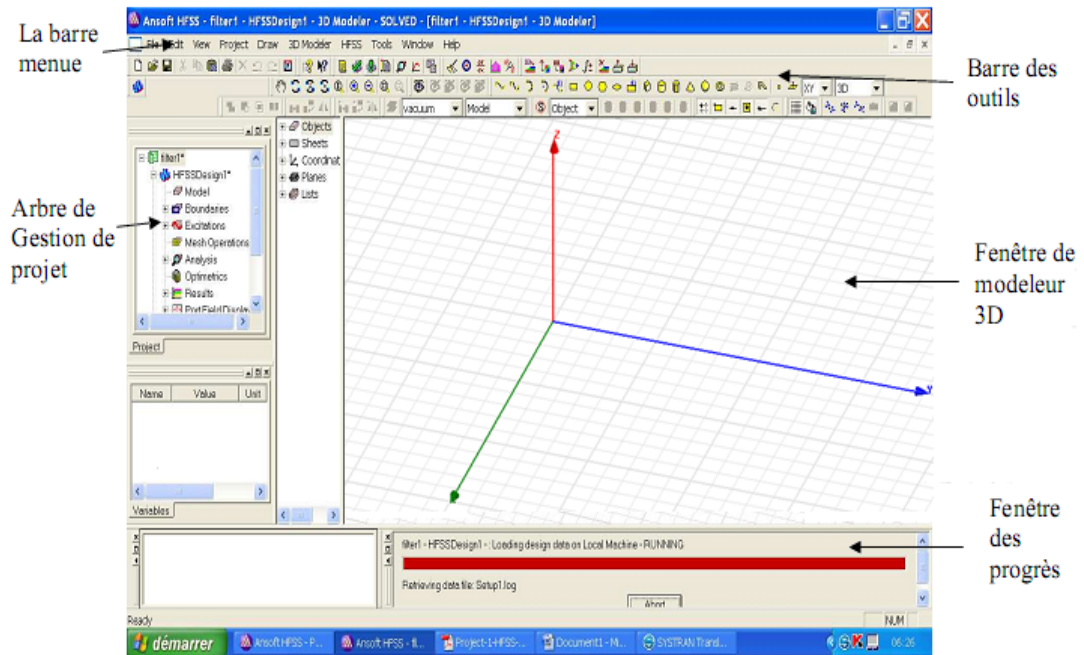 Ansoft HFSS - filter1 - HFSSDesign1 - 3D Modeler - SOLVED - [filter1 - HFSSDesign1 - 3D Modeler]
La barre
menue
File Edit View Project Draw 3D Modeler HFSS Tools Window Help
Barre des
outils
XY 3D
vacuum Model Object
Arbre de
Gestion de
projet
filter1*
HFSSDesign1*
Model
Boundaries
Excitations
Mesh Operations
Analysis
Optimetrics
Results
Port Field Display
Project
Objects
Sheets
Coordinat
Planes
Lists
Z
Y
Fenêtre de
modeleur
3D
Name Value Unit
Variables
filter1 - HFSSDesign1 - : Loading design data on Local Machine - RUNNING
Retrieving data file: Setup1.log
Abort
Fenêtre
des
progrès
Ready
NUM
démarrer
Ansoft HFSS - P...
Ansoft HFSS - fil...
Project-1-HFSS-...
Document1 - M...
SYSTRAN Transl...
06:26